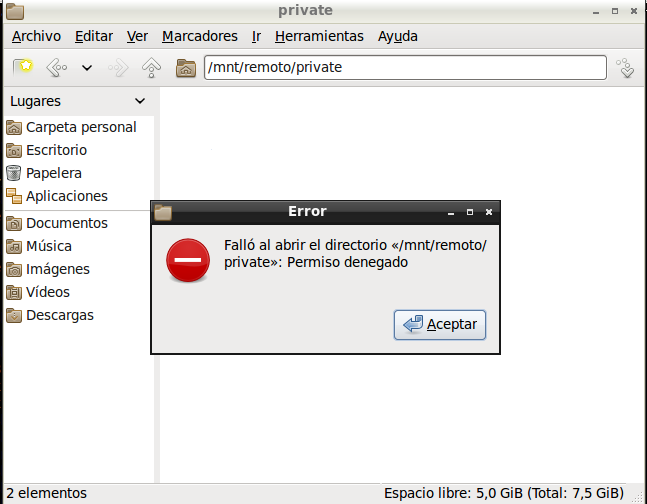 private
Archivo Editar Ver Marcadores Ir Herramientas Ayuda
/mnt/remoto/private
Lugares
Carpeta personal
Escritorio
Papelera
Aplicaciones
Documentos
Música
Imágenes
Vídeos
Descargas
Error
Falló al abrir el directorio «/mnt/remoto/
private»: Permiso denegado
Aceptar
2 elementos
Espacio libre: 5,0 GiB (Total: 7,5 GiB)